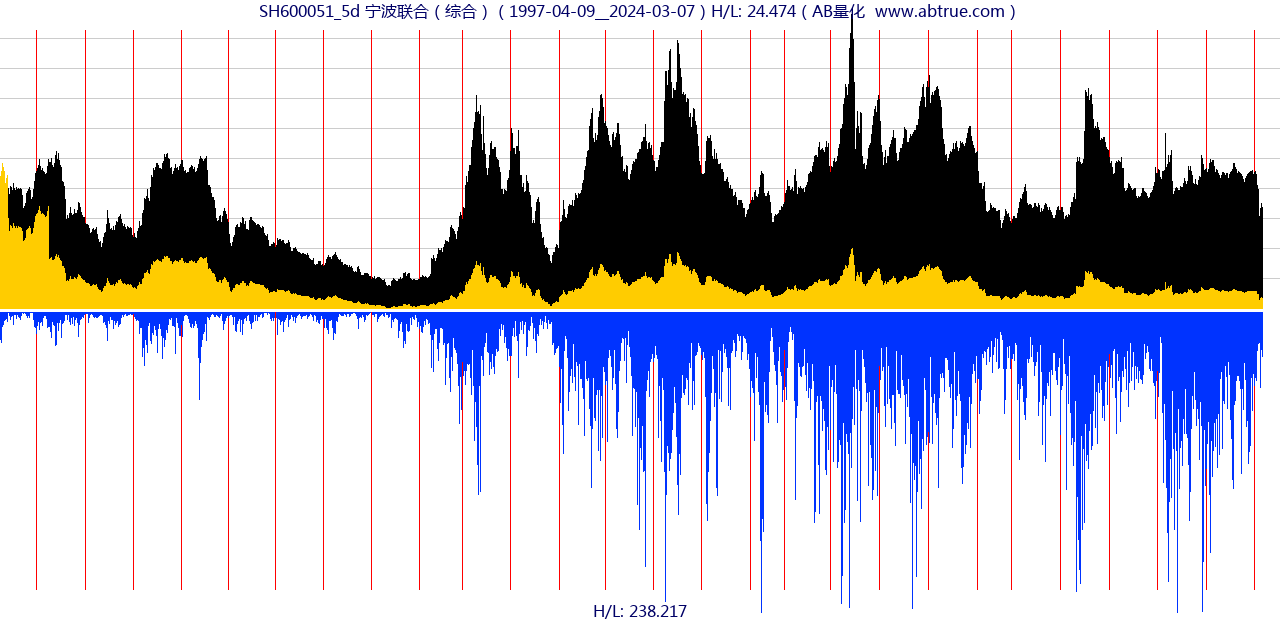 SH600051_5d 宁波联合 ( 综合 ) ( 1997-04-09__2024-03-07 ) H/L: 24.474 ( AB量化 www.abtrue.com )
H/L: 238.217